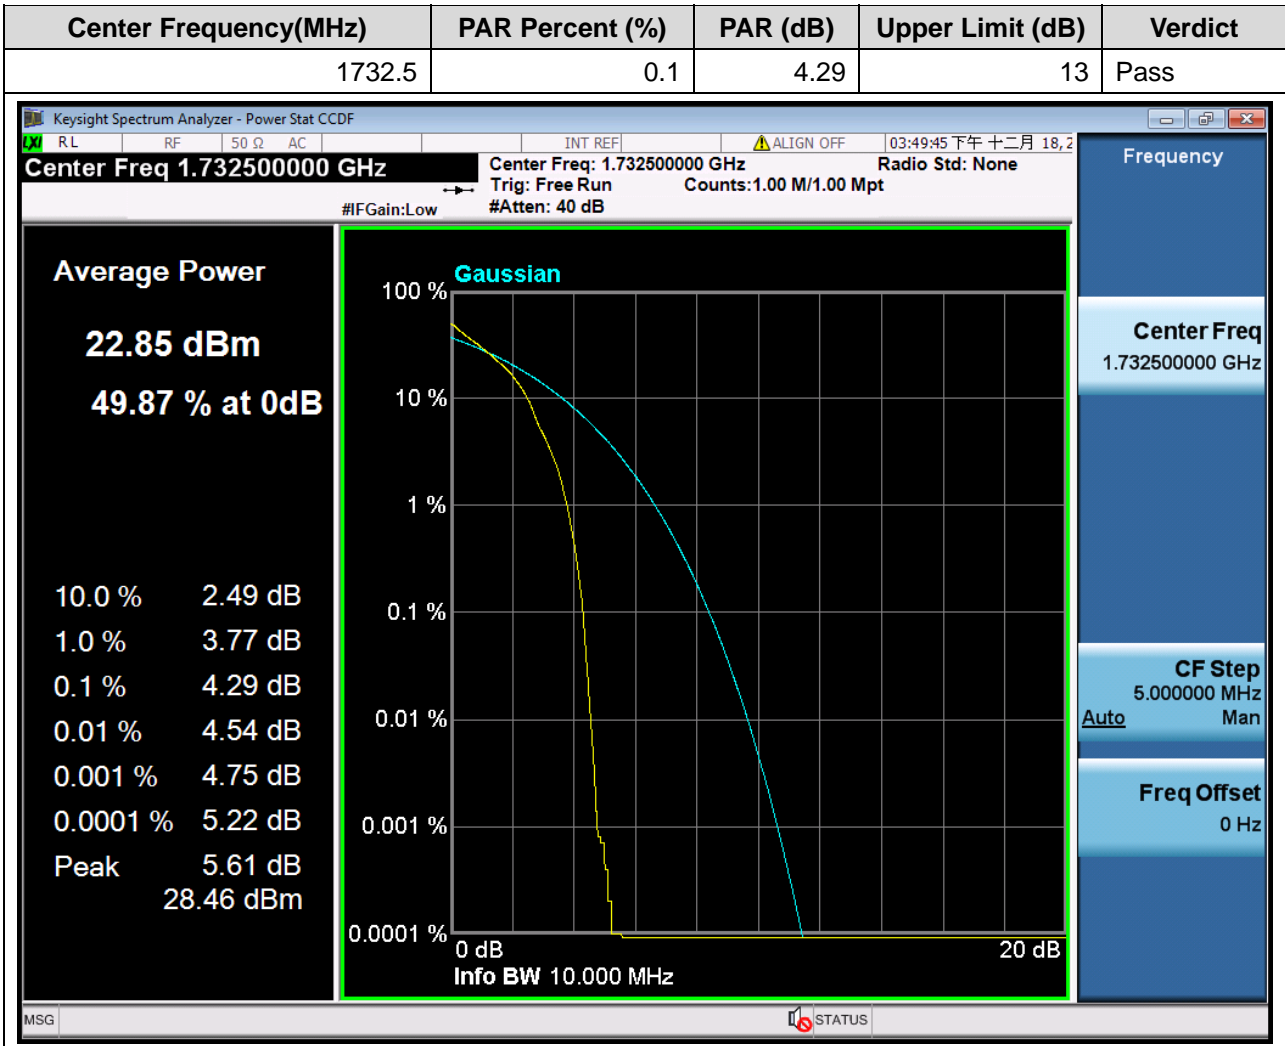 Center Frequency(MHz) PAR Percent (%) PAR (dB) Upper Limit (dB) Verdict
1732.5 0.1 4.29 13 Pass
Keysight Spectrum Analyzer - Power Stat CCDF
LXI RL RF 50 Ω AC INT REF ALIGN OFF 03:49:45 下午 十二月 18, 2
Center Freq 1.732500000 GHz
Center Freq: 1.732500000 GHz Radio Std: None
Trig: Free Run Counts:1.00 M/1.00 Mpt
#IFGain:Low #Atten: 40 dB
Average Power
22.85 dBm
49.87 % at 0dB
10.0 % 2.49 dB
1.0 % 3.77 dB
0.1 % 4.29 dB
0.01 % 4.54 dB
0.001 % 4.75 dB
0.0001 % 5.22 dB
Peak 5.61 dB
28.46 dBm
Gaussian
100 %
10 %
1 %
0.1 %
0.01 %
0.001 %
0.0001 %
0 dB 20 dB
Info BW 10.000 MHz
Frequency
Center Freq
1.732500000 GHz
CF Step
5.000000 MHz
Auto Man
Freq Offset
0 Hz
MSG STATUS